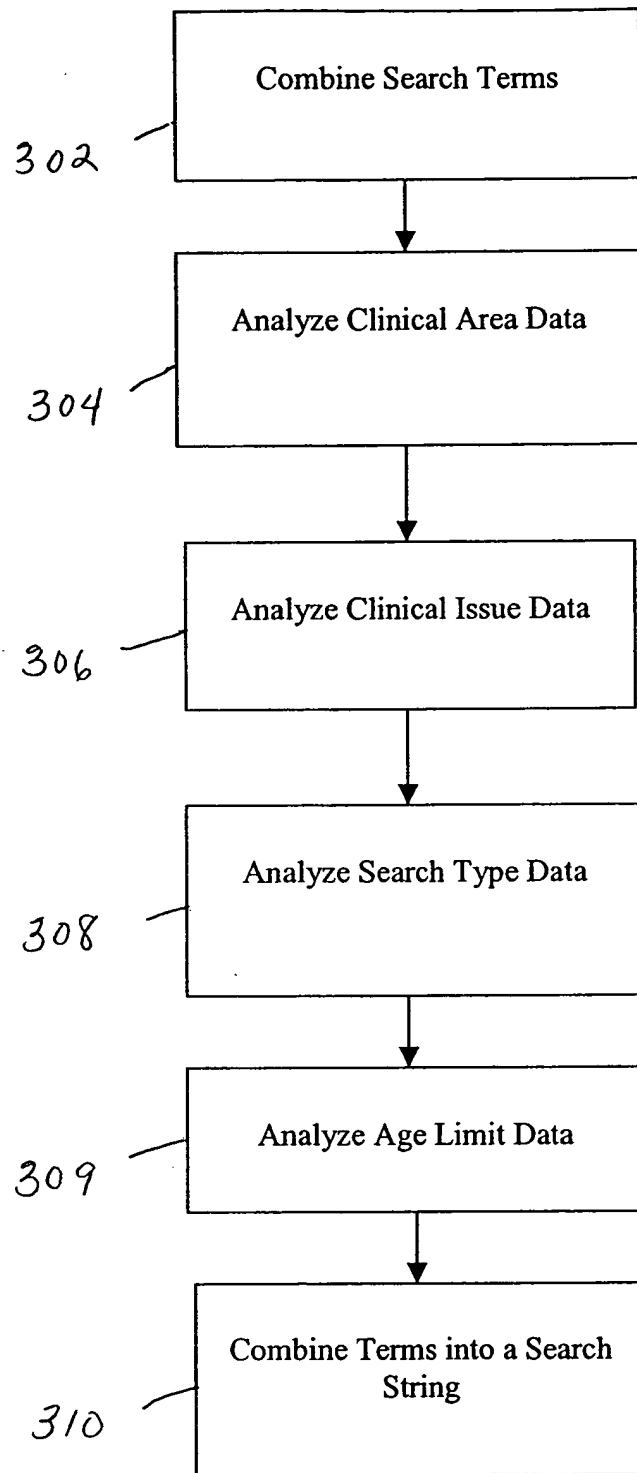 Combine Search Terms
302
Analyze Clinical Area Data
304
Analyze Clinical Issue Data
306
Analyze Search Type Data
308
Analyze Age Limit Data
309
Combine Terms into a Search
String
310